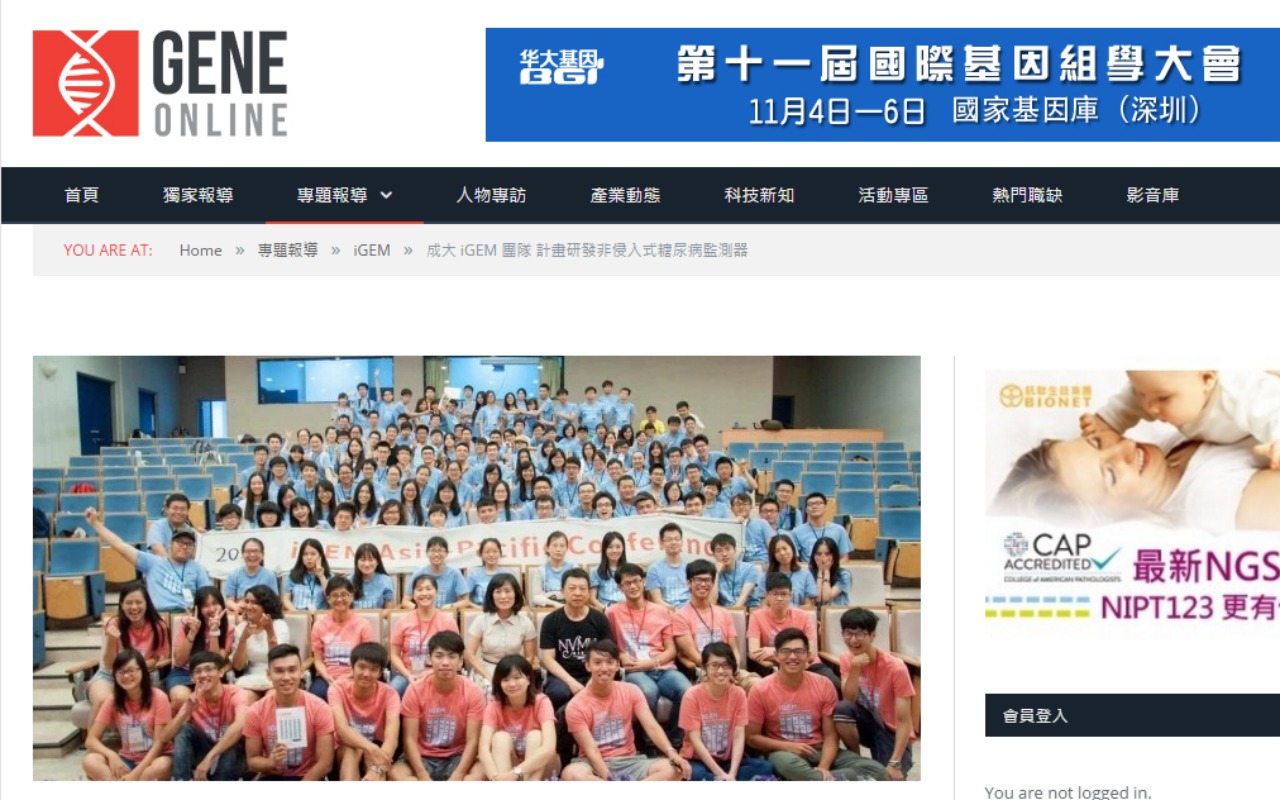 GENE
ONLINE
华大基因
BGI
第十一屆國際基因組學大會
11月4日—6日 國家基因庫（深圳）
首頁 獨家報導 專題報導 人物專訪 產業動態 科技新知 活動專區 熱門職缺 影音庫
YOU ARE AT: Home » 專題報導 » iGEM » 成大 iGEM 團隊 計畫研發非侵入式糖尿病監測器
iGEM Asia-Pacific Conference
BIONET
CAP
ACCREDITED
COLLEGE of AMERICAN PATHOLOGISTS
最新NGS
NIPT123 更有
會員登入
You are not logged in.